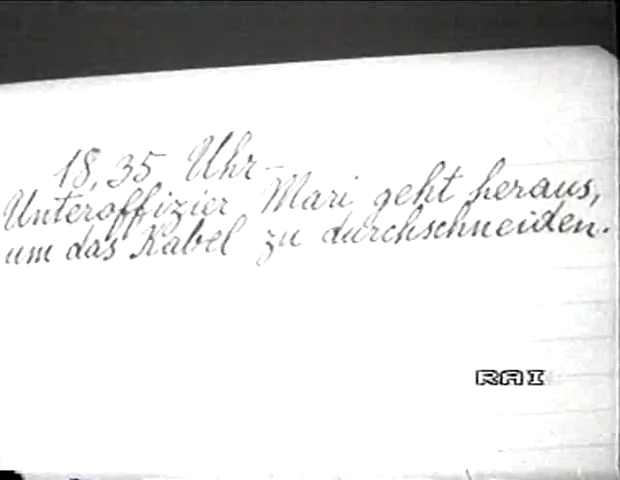 18,35 Uhr –
Unteroffizier Mari geht heraus,
um das Kabel zu durchschneiden.
RAI